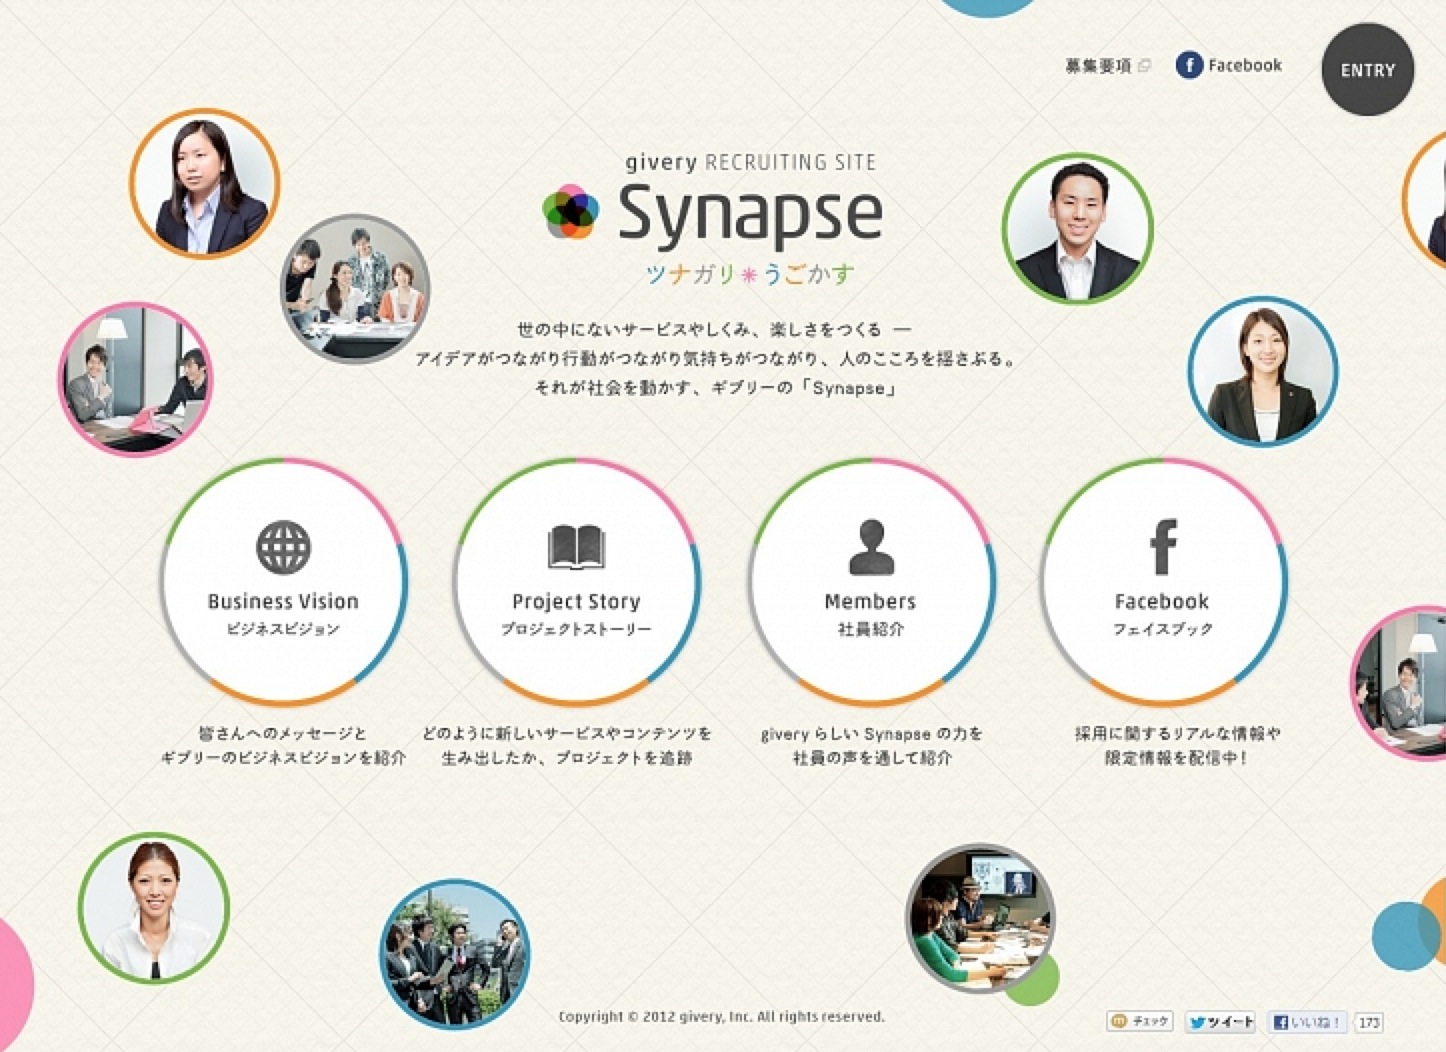 募集要項
Facebook
ENTRY
givery RECRUITING SITE
Synapse
ツナガリ*うごかす
世の中にないサービスやしくみ、楽しさをつくる ―
アイデアがつながり行動がつながり気持ちがつながり、人のこころを揺さぶる。
それが社会を動かす、ギブリーの「Synapse」
Business Vision
ビジネスビジョン
皆さんへのメッセージと
ギブリーのビジネスビジョンを紹介
Project Story
プロジェクトストーリー
どのように新しいサービスやコンテンツを
生み出したか、プロジェクトを追跡
Members
社員紹介
givery らしい Synapse の力を
社員の声を通して紹介
Facebook
フェイスブック
採用に関するリアルな情報や
限定情報を配信中!
Copyright © 2012 givery, Inc. All rights reserved.
チェック
ツイート
いいね!
173